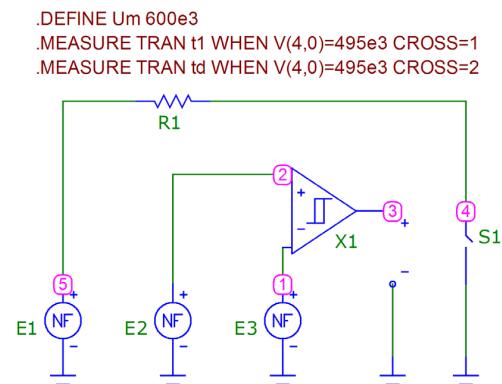 .DEFINE Um 600e3
.MEASURE TRAN t1 WHEN V(4,0)=495e3 CROSS=1
.MEASURE TRAN td WHEN V(4,0)=495e3 CROSS=2
R1
2
+
3
4
−
X1
+
S1
5
+
1
+
−
E1
NF
E2
NF
+
E3
NF
−
−
−